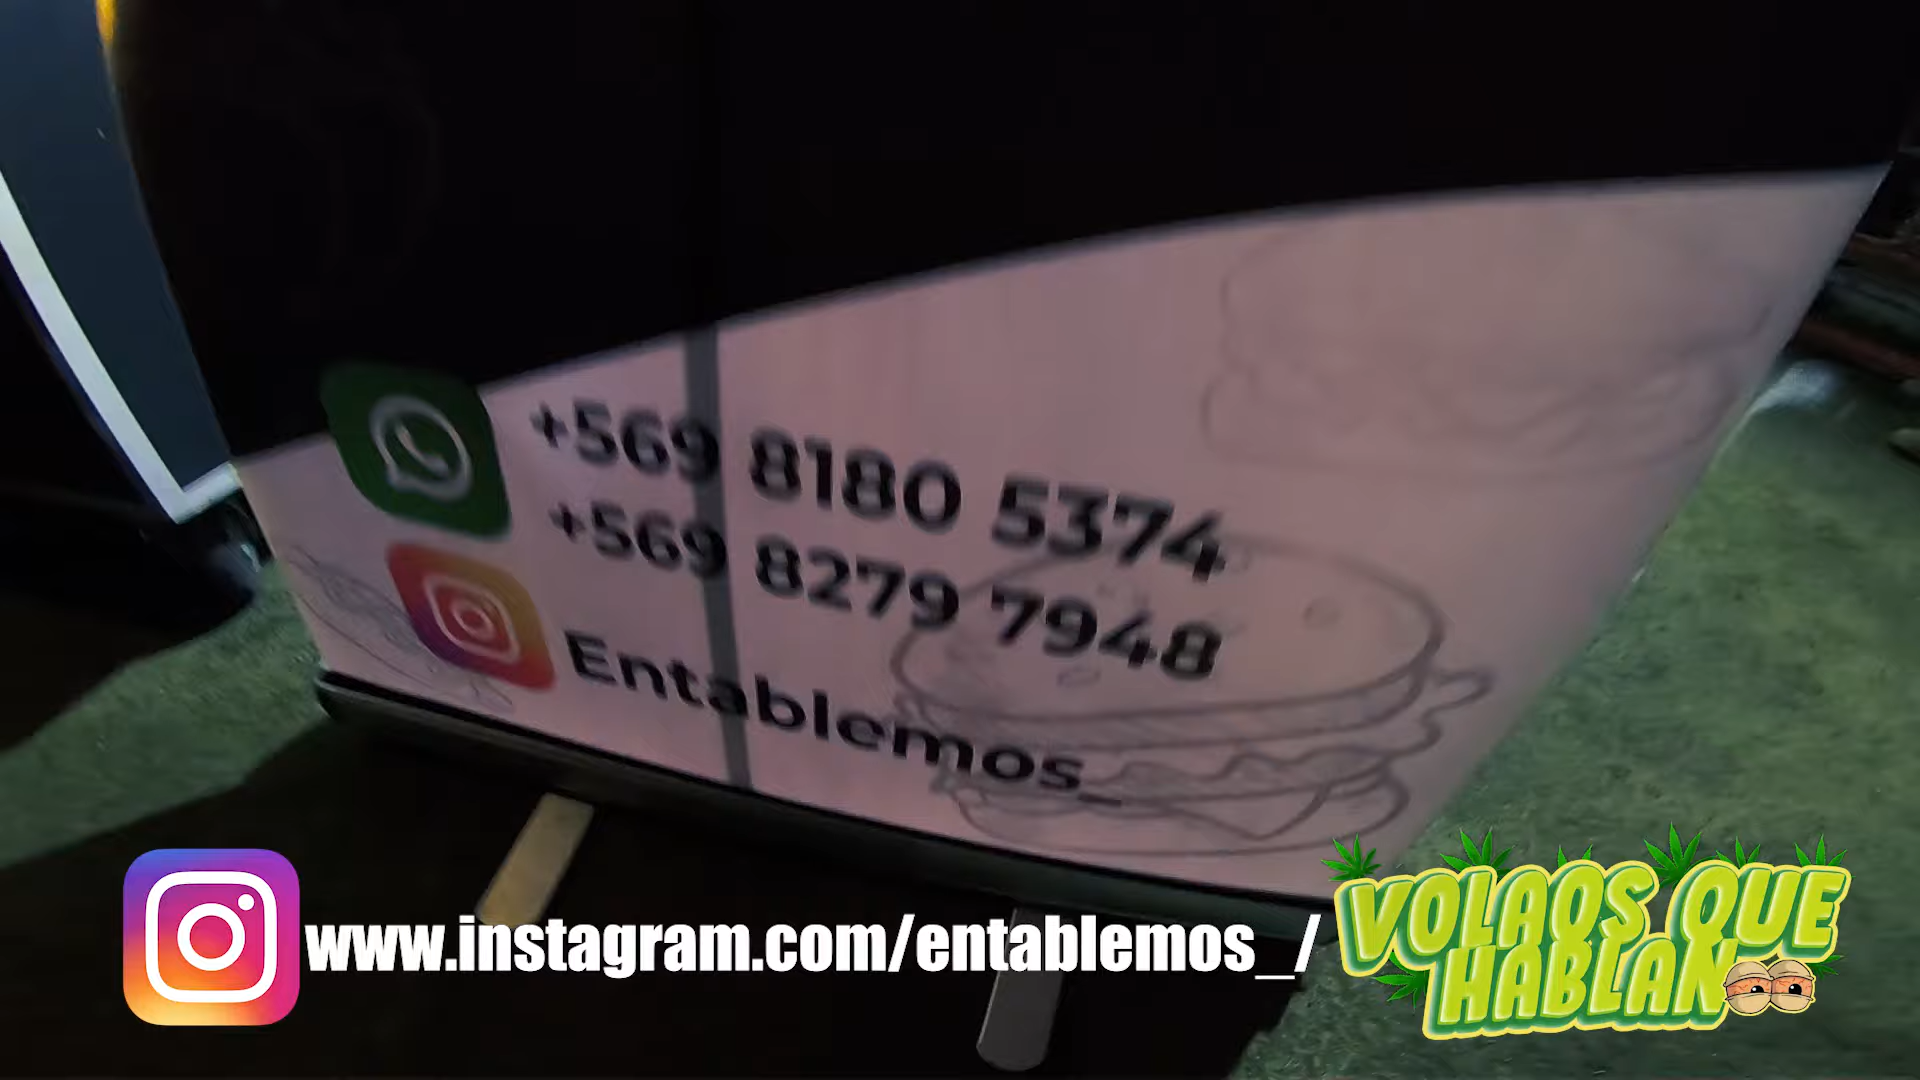 +569 8180 5374
+569 8279 7948
Entablemos_
www.instagram.com/entablemos_/
VOLAOS QUE
HABLAN